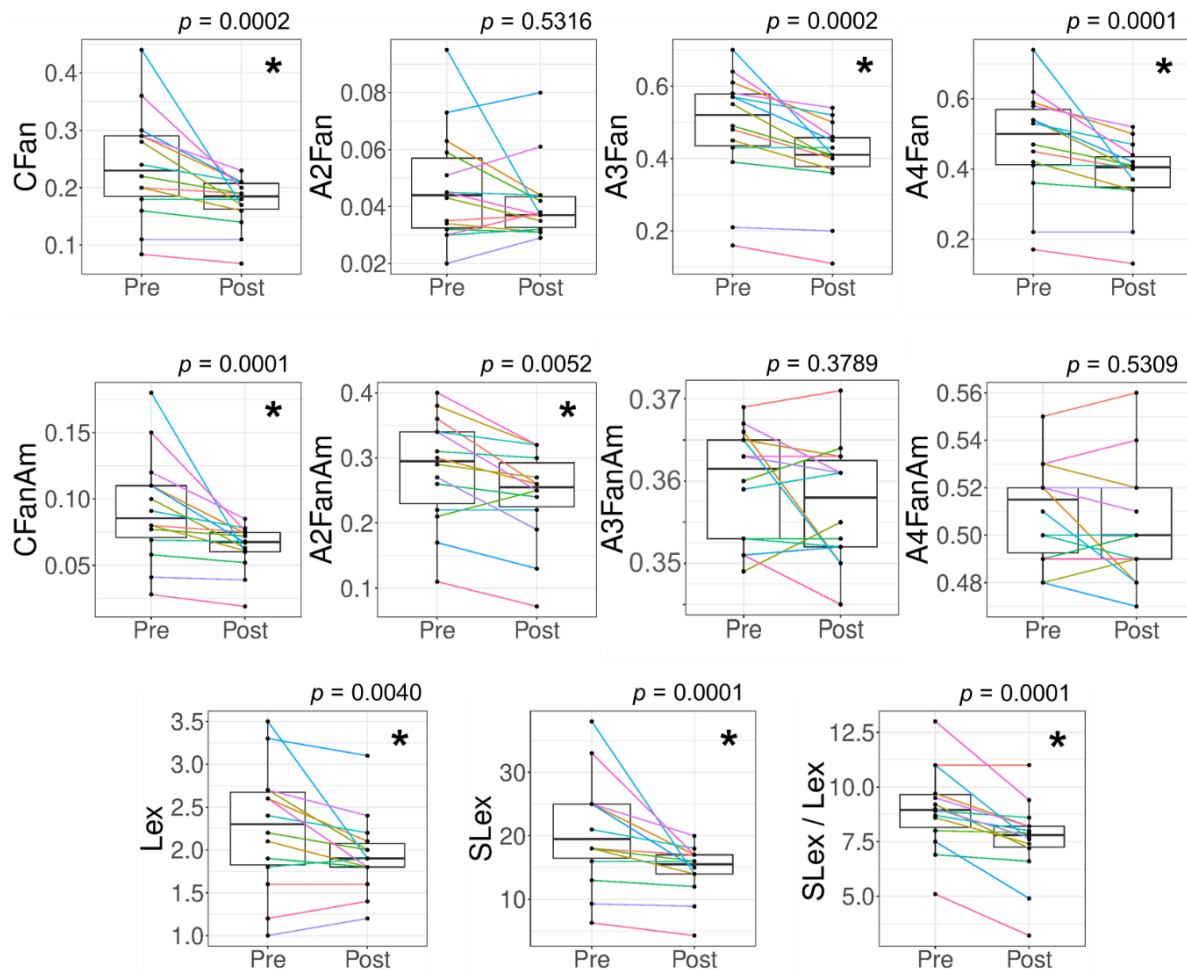 p = 0.0002
CFan
0.4
0.3
0.2
0.1
*
Pre Post
p = 0.5316
A2Fan
0.08
0.06
0.04
0.02
Pre Post
p = 0.0002
A3Fan
0.6
0.4
0.2
*
Pre Post
p = 0.0001
A4Fan
0.6
0.4
0.2
*
Pre Post
p = 0.0001
CFanAm
0.15
0.10
0.05
*
Pre Post
p = 0.0052
A2FanAm
0.4
0.3
0.2
0.1
*
Pre Post
p = 0.3789
A3FanAm
0.37
0.36
0.35
Pre Post
p = 0.5309
A4FanAm
0.56
0.54
0.52
0.50
0.48
Pre Post
p = 0.0040
Lex
3.5
3.0
2.5
2.0
1.5
1.0
*
Pre Post
p = 0.0001
SLex
30
20
10
*
Pre Post
p = 0.0001
SLex / Lex
12.5
10.0
7.5
5.0
*
Pre Post